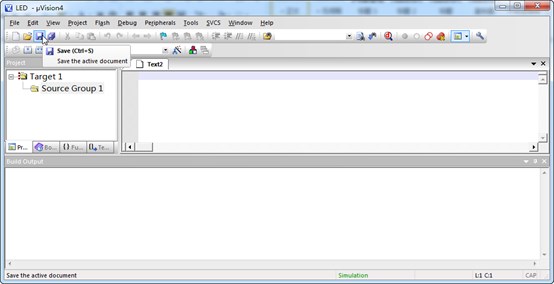 LED - µVision4
File Edit View Project Flash Debug Peripherals Tools SVCS Window Help
Save (Ctrl+S)
Save the active document
Project
Target 1
Source Group 1
Text2
Pr... Bo... {} Fu... Te...
Build Output
Save the active document Simulation L:1 C:1 CAP